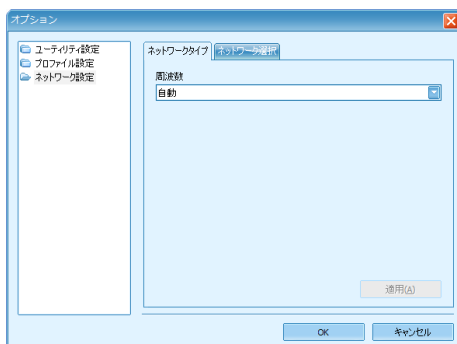 オプション
ユーティリティ設定
プロファイル設定
ネットワーク設定
ネットワークタイプ
ネットワーク選択
周波数
自動
適用(A)
OK
キャンセル